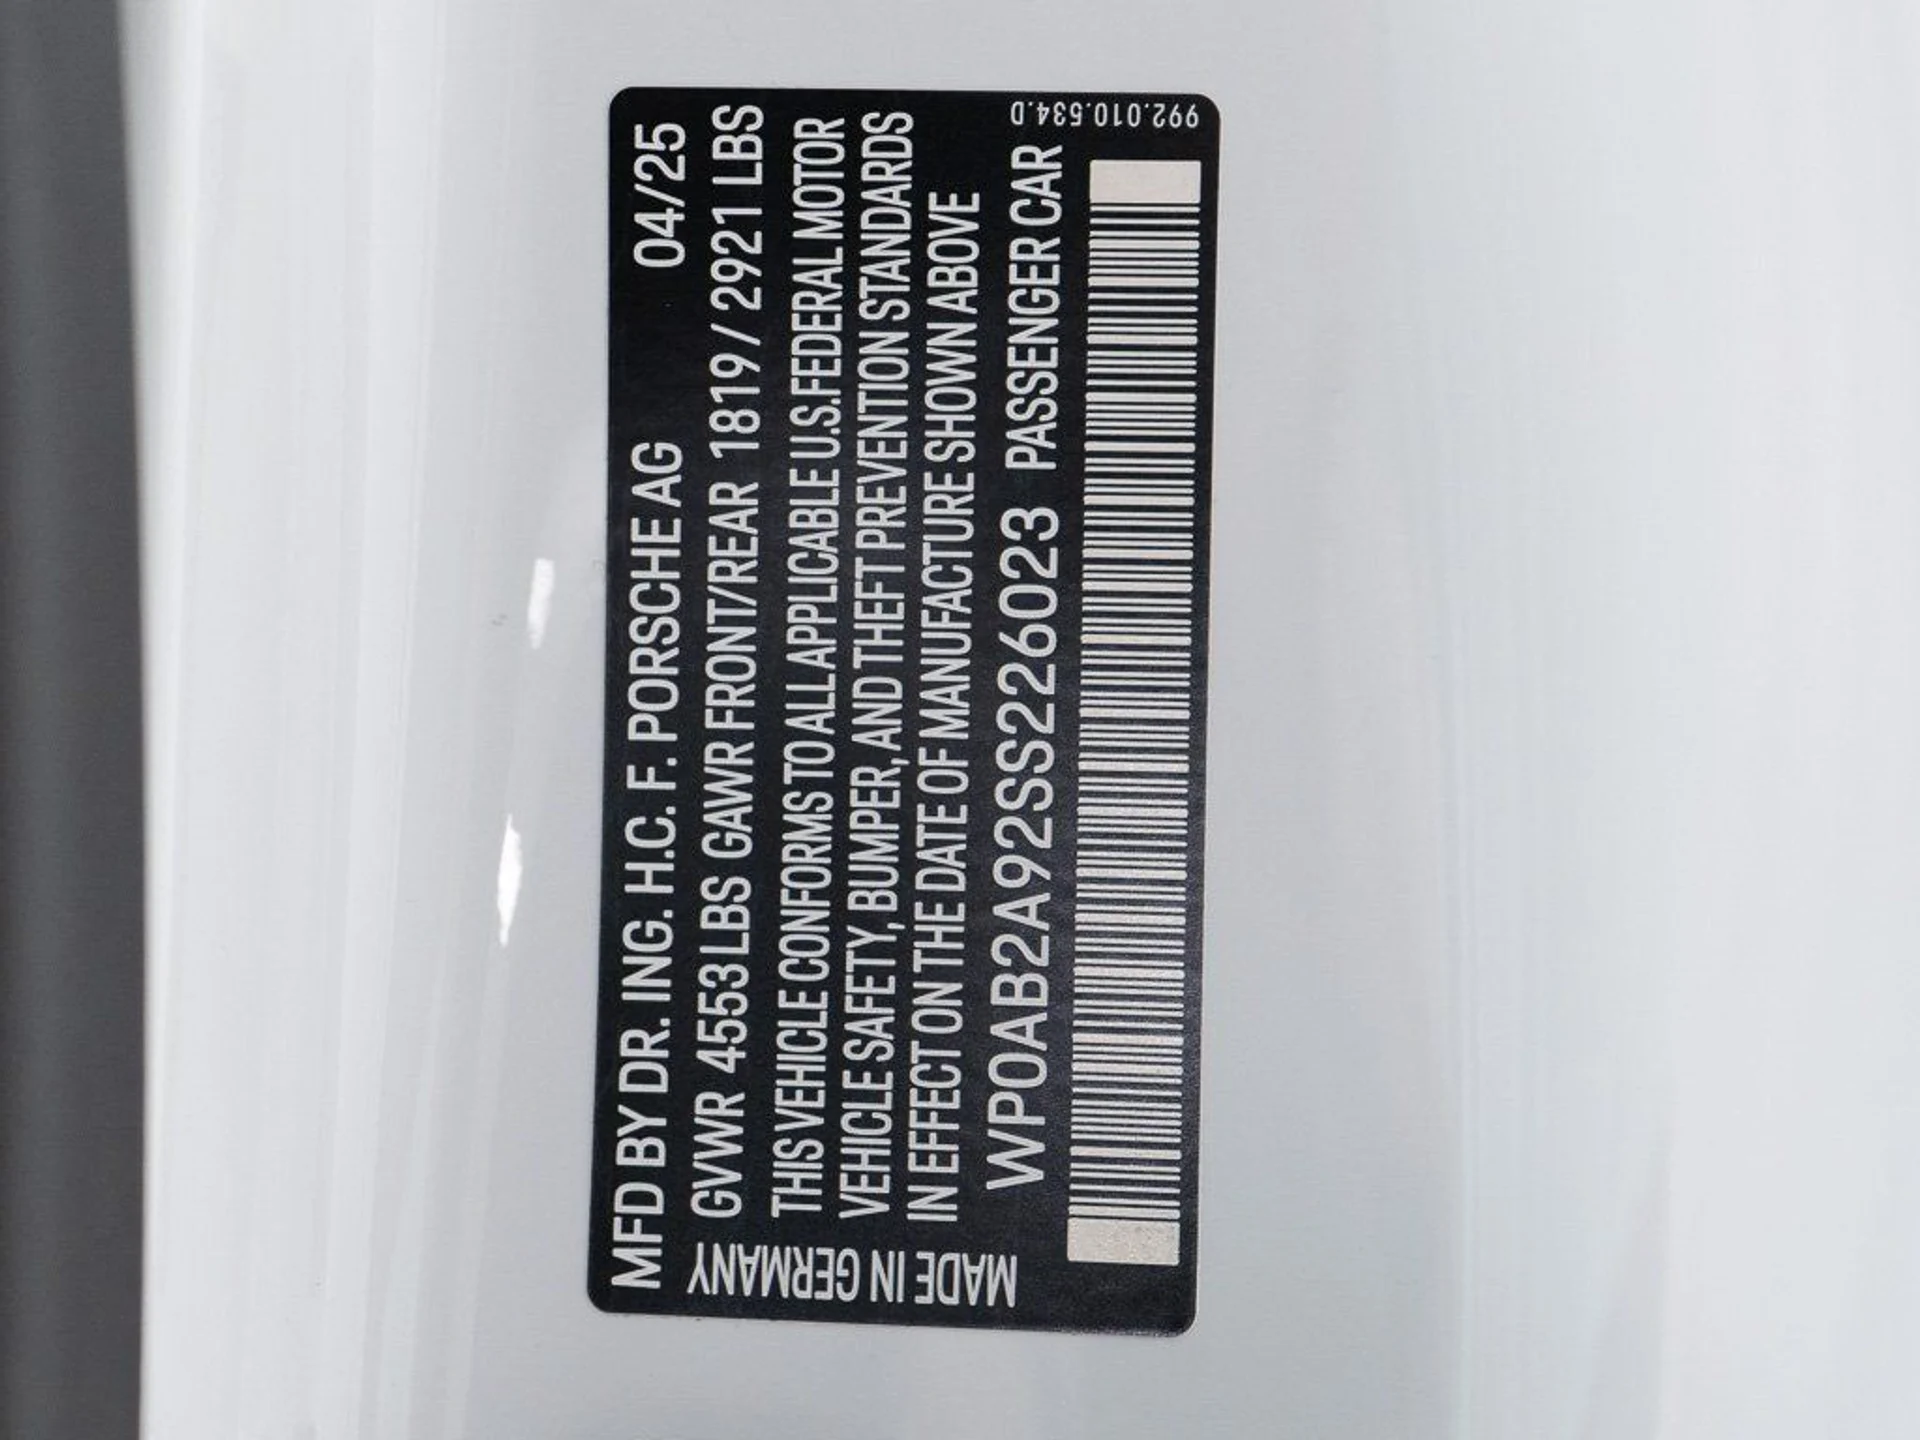 MFD BY DR. ING. H.C. F. PORSCHE AG 04/25
GVWR 4553 LBS GAWR FRONT/REAR 1819 / 2921 LBS
THIS VEHICLE CONFORMS TO ALL APPLICABLE U.S. FEDERAL MOTOR
VEHICLE SAFETY, BUMPER, AND THEFT PREVENTION STANDARDS
IN EFFECT ON THE DATE OF MANUFACTURE SHOWN ABOVE
WP0AB2A92SS226023 PASSENGER CAR
MADE IN GERMANY
992.010.534.D